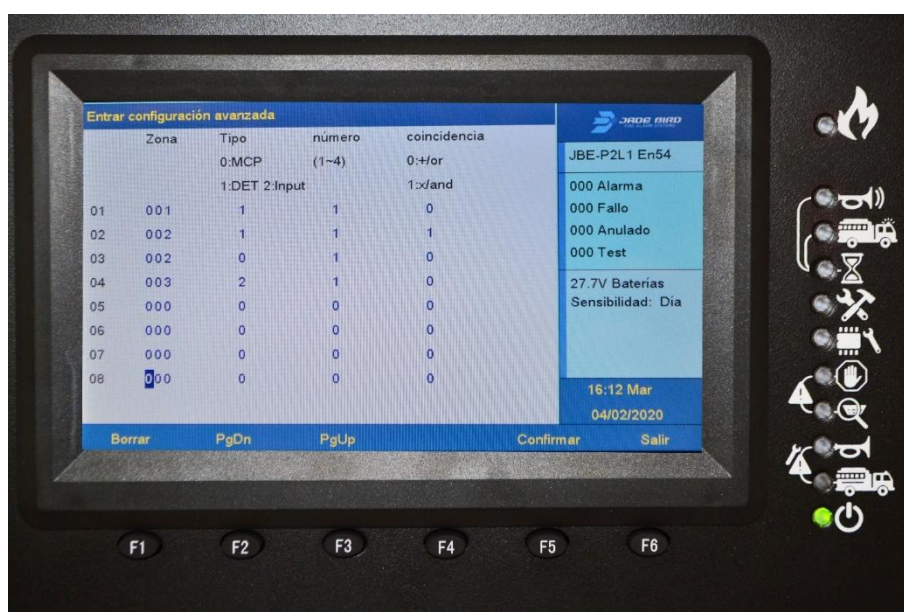 Entrar configuración avanzada
Zona Tipo número coincidencia
0:MCP (1~4) 0:+/or
1:DET 2:Input 1:x/and
01 001 1 1 0
02 002 1 1 1
03 002 0 1 0
04 003 2 1 0
05 000 0 0 0
06 000 0 0 0
07 000 0 0 0
08 000 0 0 0
JADE BIRD
FIRE ALARM SYSTEMS
JBE-P2L1 En54
000 Alarma
000 Fallo
000 Anulado
000 Test
27.7V Baterías
Sensibilidad: Día
16:12 Mar
04/02/2020
Borrar PgDn PgUp Confirmar Salir
F1 F2 F3 F4 F5 F6